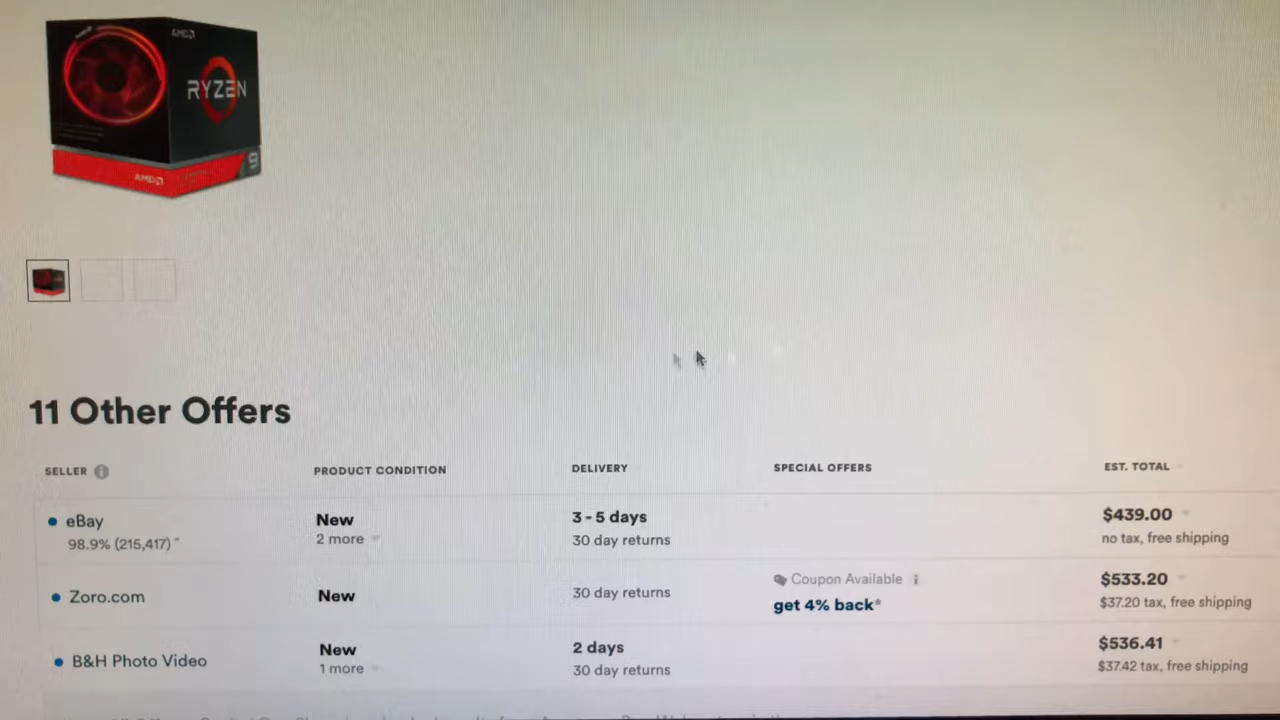 AMD
RYZEN
9
AMD
11 Other Offers
SELLER
PRODUCT CONDITION
DELIVERY
SPECIAL OFFERS
EST. TOTAL
eBay
New
3 - 5 days
$439.00
98.9% (215,417)
2 more
30 day returns
no tax, free shipping
Zoro.com
New
30 day returns
Coupon Available
get 4% back*
$533.20
$37.20 tax, free shipping
B&H Photo Video
New
2 days
$536.41
1 more
30 day returns
$37.42 tax, free shipping